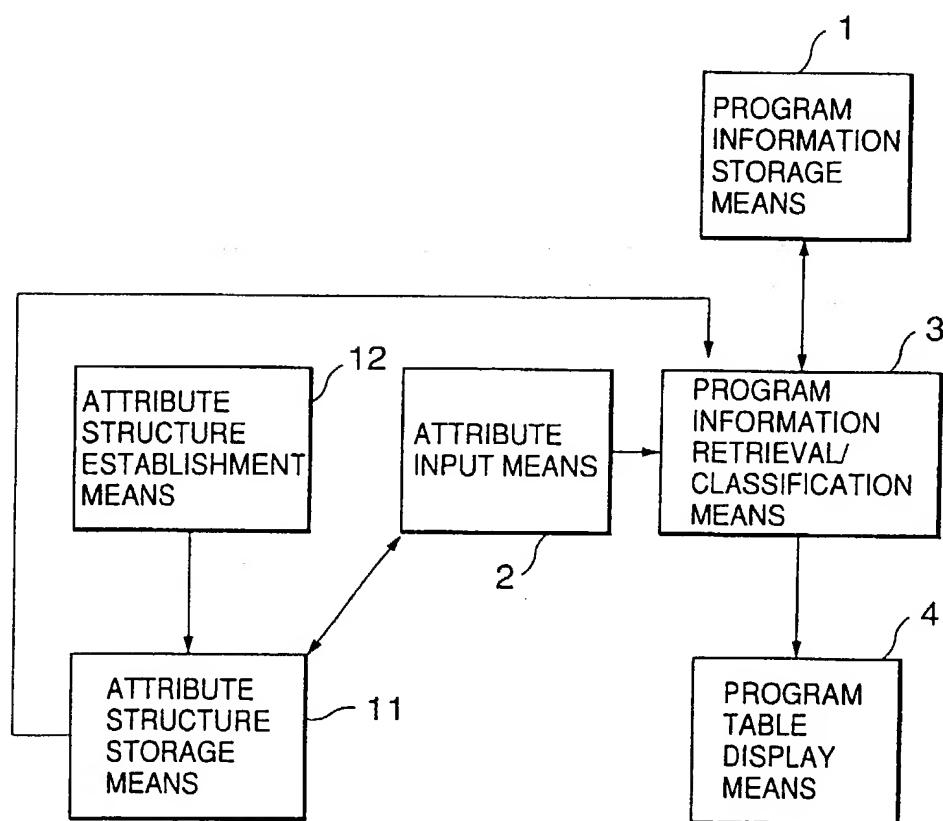 1
PROGRAM
INFORMATION
STORAGE
MEANS
3
PROGRAM
INFORMATION
RETRIEVAL/
CLASSIFICATION
MEANS
12
ATTRIBUTE
STRUCTURE
ESTABLISHMENT
MEANS
ATTRIBUTE
INPUT MEANS
2
11
ATTRIBUTE
STRUCTURE
STORAGE
MEANS
4
PROGRAM
TABLE
DISPLAY
MEANS